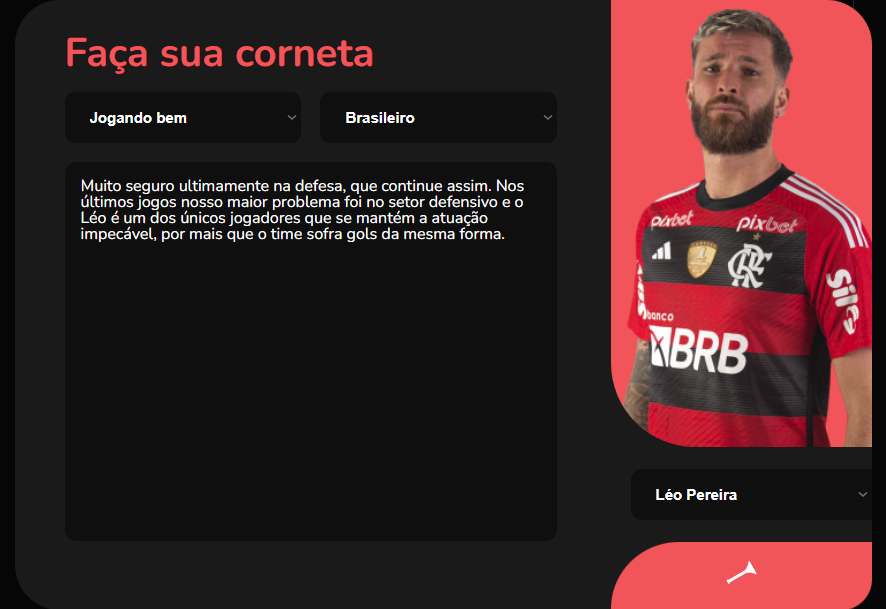 Faça sua corneta
Jogando bem
Brasileiro
Muito seguro ultimamente na defesa, que continue assim. Nos
últimos jogos nosso maior problema foi no setor defensivo e o
Léo é um dos únicos jogadores que se mantém a atuação
impecável, por mais que o time sofra gols da mesma forma.
pixbet
pixbet
banco
BRB
Sil
Léo Pereira